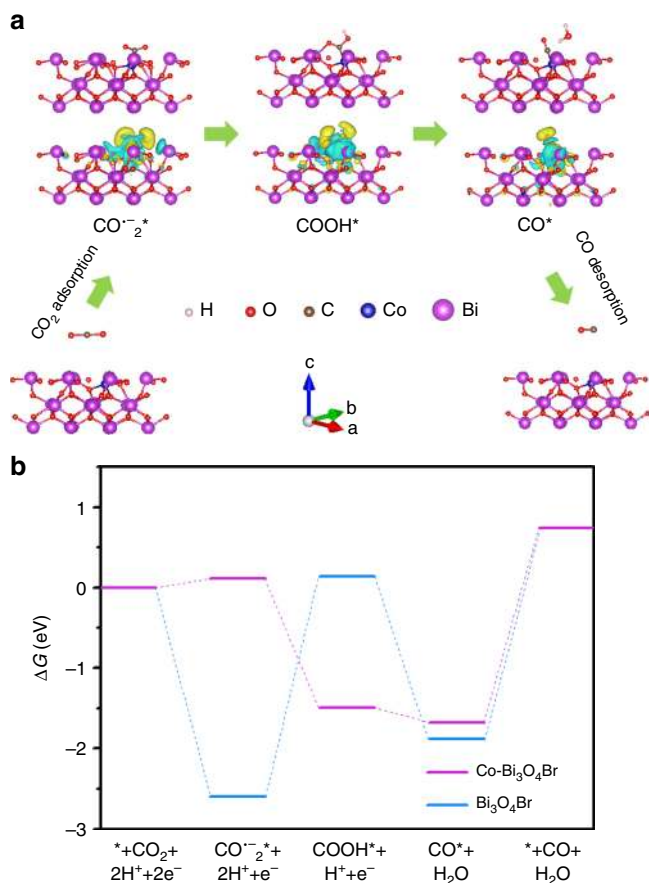 a
CO•−2* COOH* CO*
CO2 adsorption
CO desorption
H O C Co Bi
c
b
a
b
1
0
−1
−2
−3
ΔG (eV)
Co-Bi3O4Br
Bi3O4Br
*+CO2+ CO•−2*+ COOH*+ CO*+ *+CO+
2H++2e− 2H++e− H++e− H2O H2O